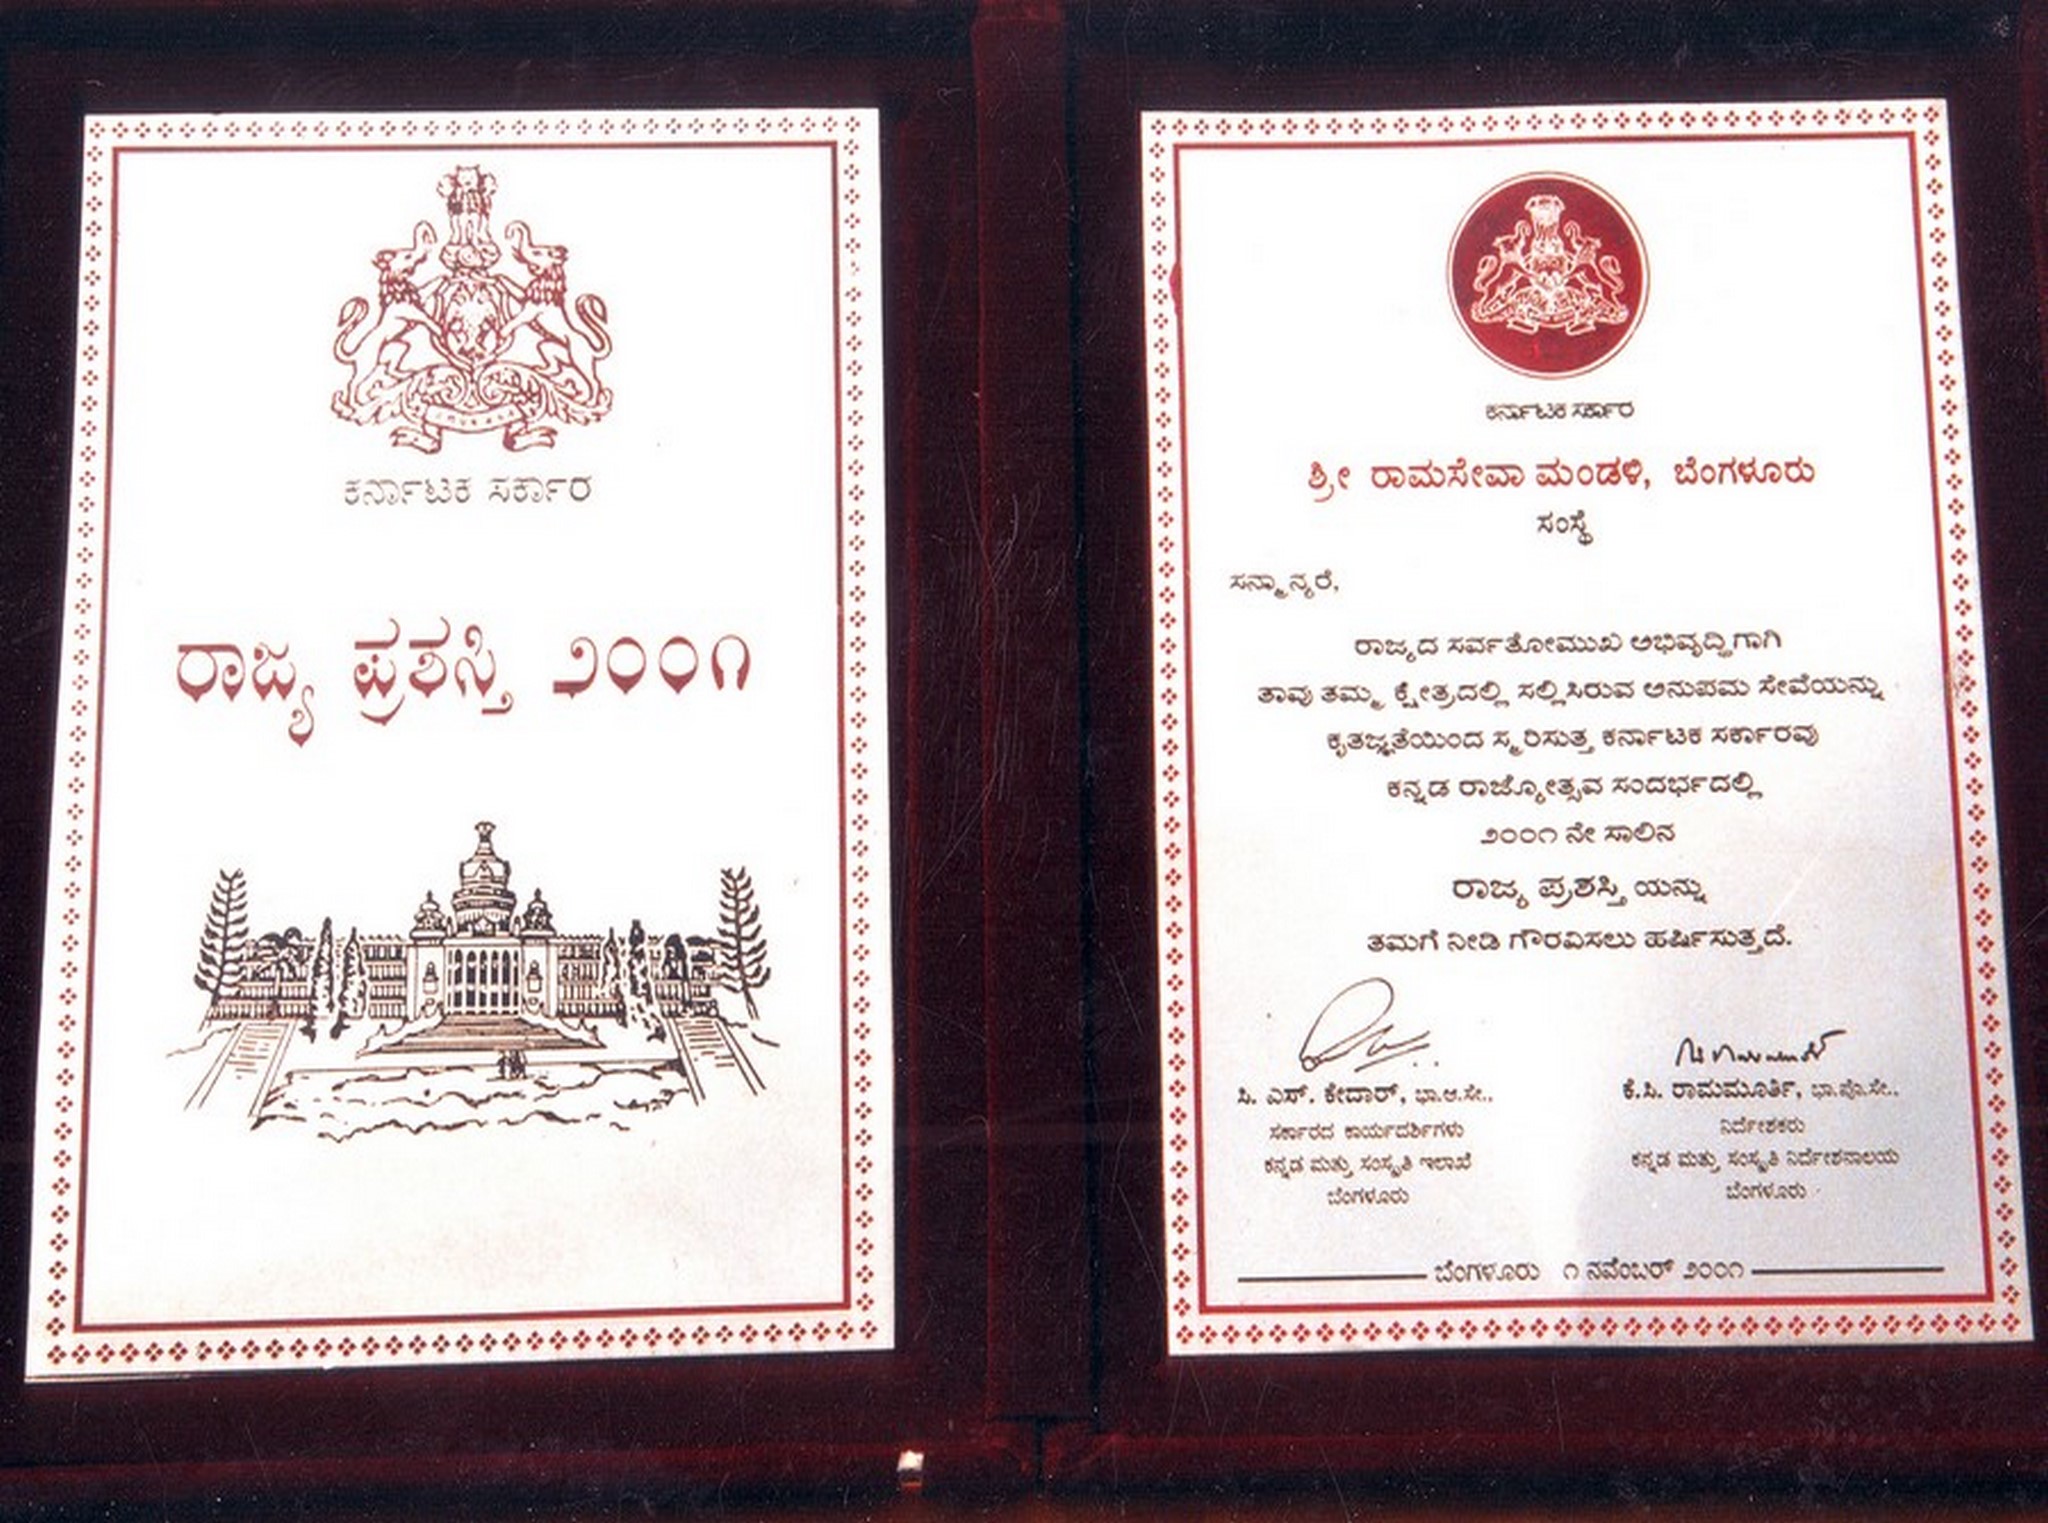 ಕರ್ನಾಟಕ ಸರ್ಕಾರ
ರಾಜ್ಯ ಪ್ರಶಸ್ತಿ ೨೦೦೧
ಕರ್ನಾಟಕ ಸರ್ಕಾರ
ಶ್ರೀ ರಾಮಸೇವಾ ಮಂಡಳಿ, ಬೆಂಗಳೂರು
ಸಂಸ್ಥೆ
ಸನ್ಮಾನ್ಯರೆ,
ರಾಜ್ಯದ ಸರ್ವತೋಮುಖ ಅಭಿವೃದ್ಧಿಗಾಗಿ
ತಾವು ತಮ್ಮ ಕ್ಷೇತ್ರದಲ್ಲಿ ಸಲ್ಲಿಸಿರುವ ಅನುಪಮ ಸೇವೆಯನ್ನು
ಕೃತಜ್ಞತೆಯಿಂದ ಸ್ಮರಿಸುತ್ತ ಕರ್ನಾಟಕ ಸರ್ಕಾರವು
ಕನ್ನಡ ರಾಜ್ಯೋತ್ಸವ ಸಂದರ್ಭದಲ್ಲಿ
೨೦೦೧ ನೇ ಸಾಲಿನ
ರಾಜ್ಯ ಪ್ರಶಸ್ತಿ ಯನ್ನು
ತಮಗೆ ನೀಡಿ ಗೌರವಿಸಲು ಹರ್ಷಿಸುತ್ತದೆ.
ಸಿ. ಎಸ್. ಕೇದಾರ್, ಭಾ.ಆ.ಸೇ.,
ಸರ್ಕಾರದ ಕಾರ್ಯದರ್ಶಿಗಳು
ಕನ್ನಡ ಮತ್ತು ಸಂಸ್ಕೃತಿ ಇಲಾಖೆ
ಬೆಂಗಳೂರು
ಕೆ.ಸಿ. ರಾಮಮೂರ್ತಿ, ಭಾ.ಪೊ.ಸೇ.,
ನಿರ್ದೇಶಕರು
ಕನ್ನಡ ಮತ್ತು ಸಂಸ್ಕೃತಿ ನಿರ್ದೇಶನಾಲಯ
ಬೆಂಗಳೂರು
ಬೆಂಗಳೂರು ೧ ನವೆಂಬರ್ ೨೦೦೧